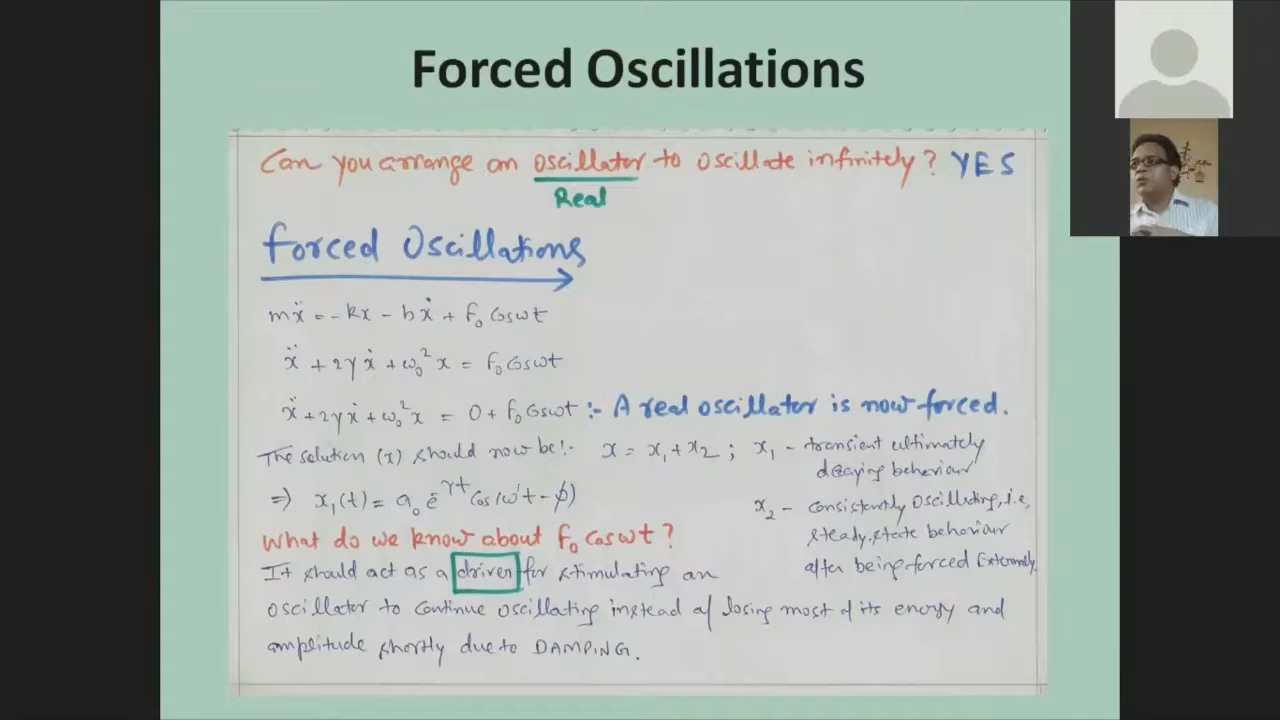 Forced Oscillations
Can you arrange an oscillator to oscillate infinitely? YES
Real
Forced Oscillations
mẍ = -kx - bẋ + F₀ Cosωt
ẍ + 2γẋ + ω₀²x = f₀ Cosωt
ẍ + 2γẋ + ω₀²x = 0 + f₀ Cosωt :- A real oscillator is now forced.
The solution (x) should now be:- x = x₁ + x₂ ; x₁ - transient ultimately
decaying behaviour
⇒ x₁(t) = a₀ e^-γt Cos(ω't - φ)
x₂ - Consistently Oscillating, i.e,
steady state behaviour
after being forced Externally.
What do we know about f₀ cosωt?
It should act as a driver for stimulating an
oscillator to continue oscillating instead of losing most of its energy and
amplitude shortly due to DAMPING.